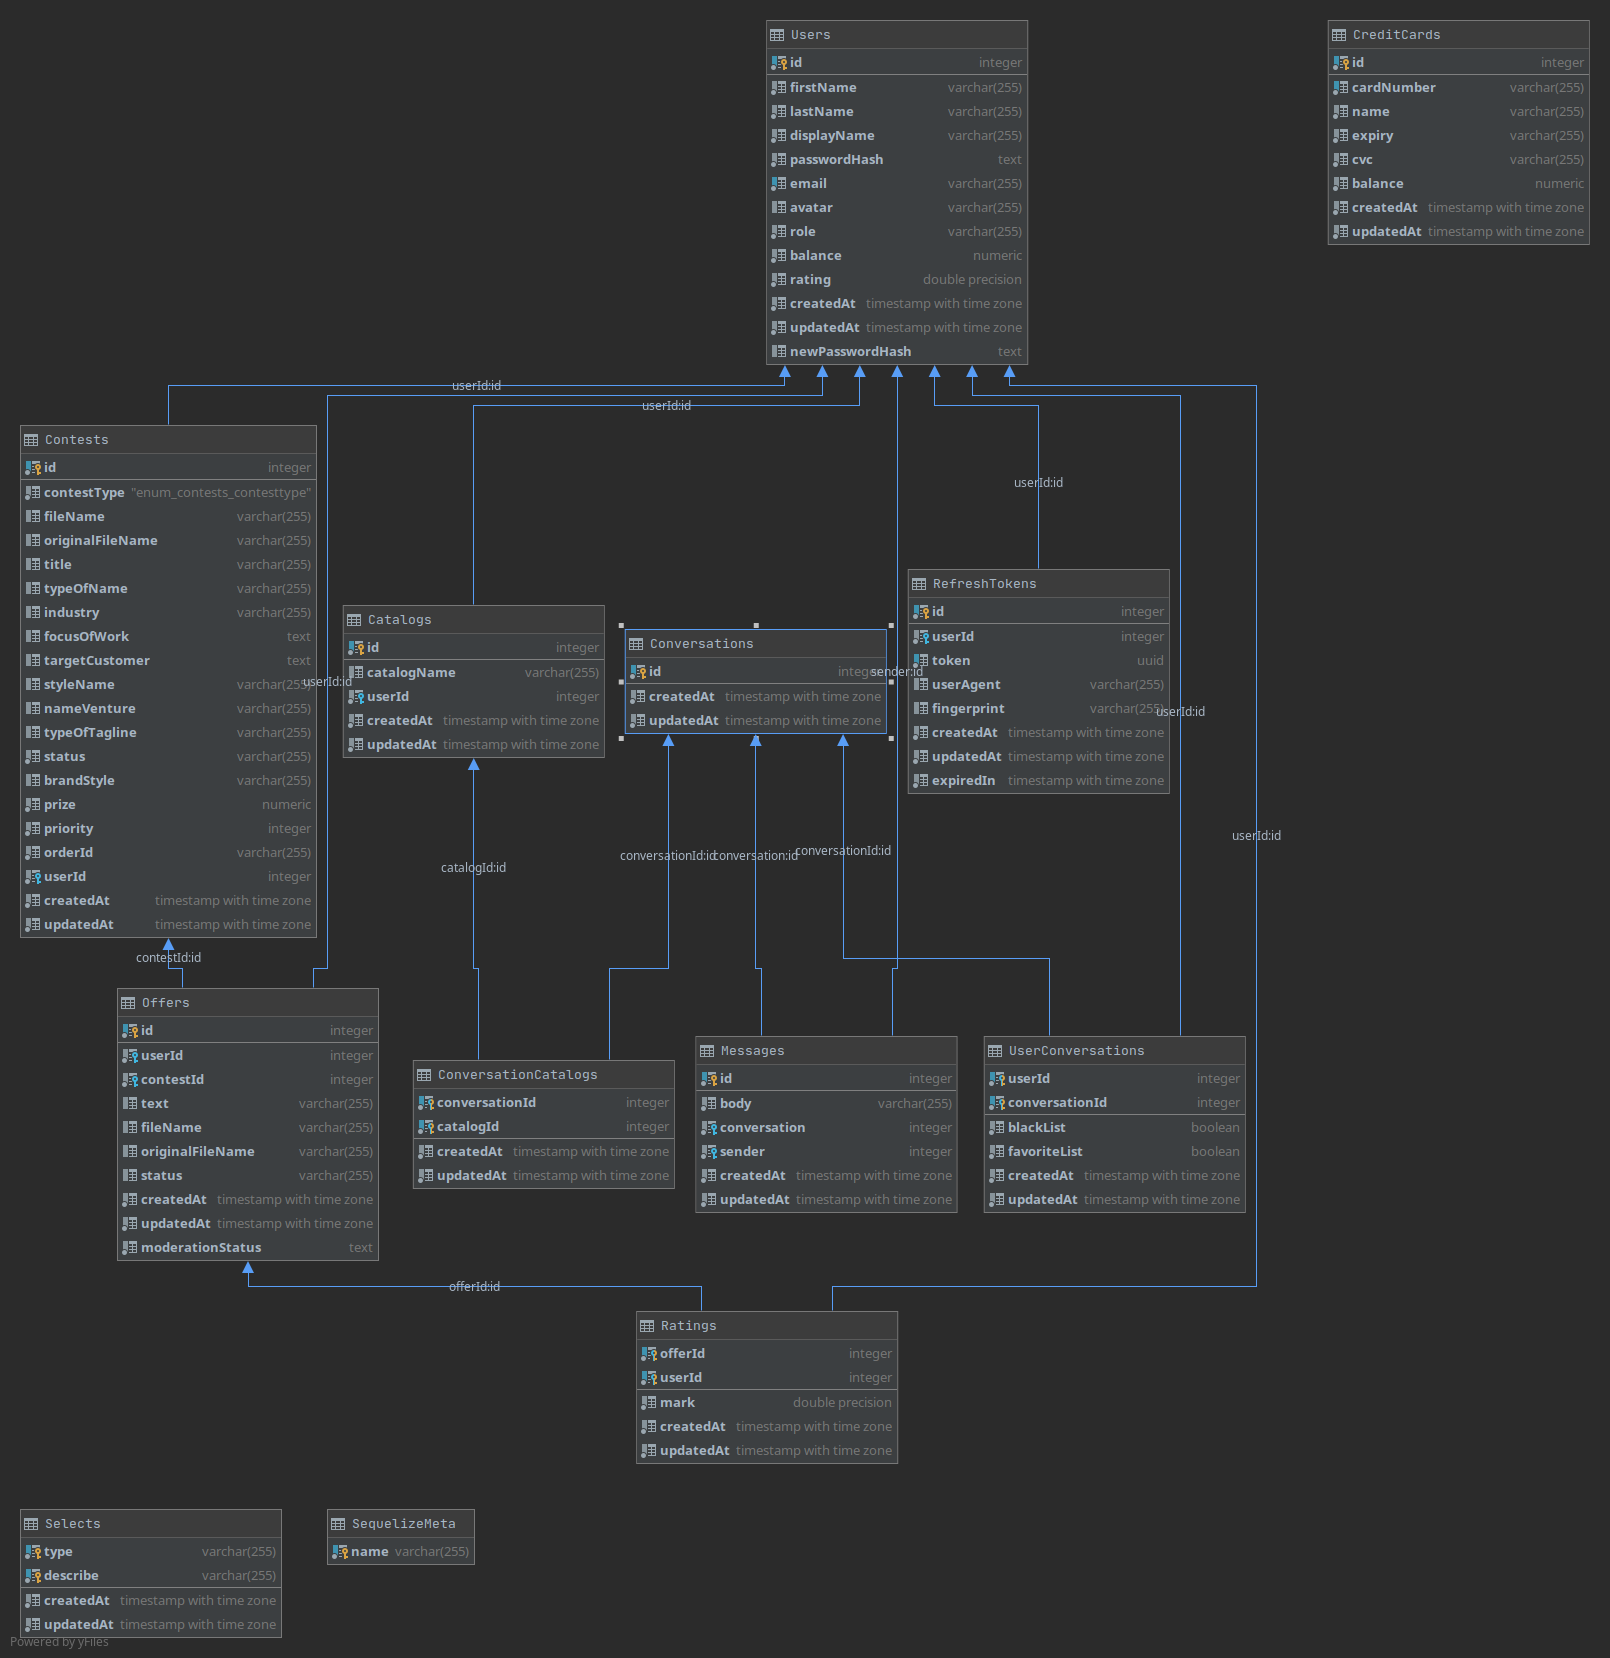 Users
id integer
firstName varchar(255)
lastName varchar(255)
displayName varchar(255)
passwordHash text
email varchar(255)
avatar varchar(255)
role varchar(255)
balance numeric
rating double precision
createdAt timestamp with time zone
updatedAt timestamp with time zone
newPasswordHash text
CreditCards
id integer
cardNumber varchar(255)
name varchar(255)
expiry varchar(255)
cvc varchar(255)
balance numeric
createdAt timestamp with time zone
updatedAt timestamp with time zone
userId:id
userId:id
userId:id
userId:id
sender:id
userId:id
userId:id
Contests
id integer
contestType "enum_contests_contesttype"
fileName varchar(255)
originalFileName varchar(255)
title varchar(255)
typeOfName varchar(255)
industry varchar(255)
focusOfWork text
targetCustomer text
styleName varchar(255)
nameVenture varchar(255)
typeOfTagline varchar(255)
status varchar(255)
brandStyle varchar(255)
prize numeric
priority integer
orderId varchar(255)
userId integer
createdAt timestamp with time zone
updatedAt timestamp with time zone
Catalogs
id integer
catalogName varchar(255)
userId integer
createdAt timestamp with time zone
updatedAt timestamp with time zone
Conversations
id integer
createdAt timestamp with time zone
updatedAt timestamp with time zone
RefreshTokens
id integer
userId integer
token uuid
userAgent varchar(255)
fingerprint varchar(255)
createdAt timestamp with time zone
updatedAt timestamp with time zone
expiredIn timestamp with time zone
catalogId:id
conversationId:id
conversation:id
conversationId:id
contestId:id
Offers
id integer
userId integer
contestId integer
text varchar(255)
fileName varchar(255)
originalFileName varchar(255)
status varchar(255)
createdAt timestamp with time zone
updatedAt timestamp with time zone
moderationStatus text
ConversationCatalogs
conversationId integer
catalogId integer
createdAt timestamp with time zone
updatedAt timestamp with time zone
Messages
id integer
body varchar(255)
conversation integer
sender integer
createdAt timestamp with time zone
updatedAt timestamp with time zone
UserConversations
userId integer
conversationId integer
blackList boolean
favoriteList boolean
createdAt timestamp with time zone
updatedAt timestamp with time zone
offerId:id
Ratings
offerId integer
userId integer
mark double precision
createdAt timestamp with time zone
updatedAt timestamp with time zone
Selects
type varchar(255)
describe varchar(255)
createdAt timestamp with time zone
updatedAt timestamp with time zone
SequelizeMeta
name varchar(255)
Powered by yFiles